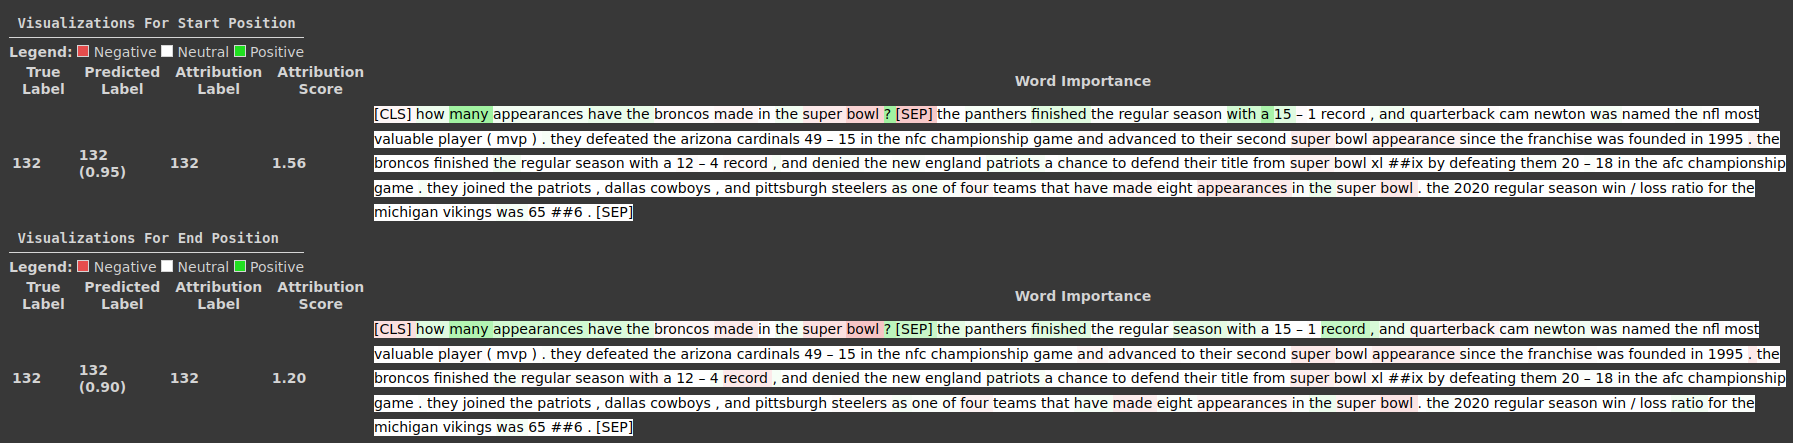 Visualizations For Start Position
Legend: Negative Neutral Positive
True Label Predicted Label Attribution Label Attribution Score Word Importance
132 132 (0.95) 132 1.56
[CLS] how many appearances have the broncos made in the super bowl ? [SEP] the panthers finished the regular season with a 15 – 1 record , and quarterback cam newton was named the nfl most
valuable player ( mvp ) . they defeated the arizona cardinals 49 – 15 in the nfc championship game and advanced to their second super bowl appearance since the franchise was founded in 1995 . the
broncos finished the regular season with a 12 – 4 record , and denied the new england patriots a chance to defend their title from super bowl xl ##ix by defeating them 20 – 18 in the afc championship
game . they joined the patriots , dallas cowboys , and pittsburgh steelers as one of four teams that have made eight appearances in the super bowl . the 2020 regular season win / loss ratio for the
michigan vikings was 65 ##6 . [SEP]
Visualizations For End Position
Legend: Negative Neutral Positive
True Label Predicted Label Attribution Label Attribution Score Word Importance
132 132 (0.90) 132 1.20
[CLS] how many appearances have the broncos made in the super bowl ? [SEP] the panthers finished the regular season with a 15 – 1 record , and quarterback cam newton was named the nfl most
valuable player ( mvp ) . they defeated the arizona cardinals 49 – 15 in the nfc championship game and advanced to their second super bowl appearance since the franchise was founded in 1995 . the
broncos finished the regular season with a 12 – 4 record , and denied the new england patriots a chance to defend their title from super bowl xl ##ix by defeating them 20 – 18 in the afc championship
game . they joined the patriots , dallas cowboys , and pittsburgh steelers as one of four teams that have made eight appearances in the super bowl . the 2020 regular season win / loss ratio for the
michigan vikings was 65 ##6 . [SEP]